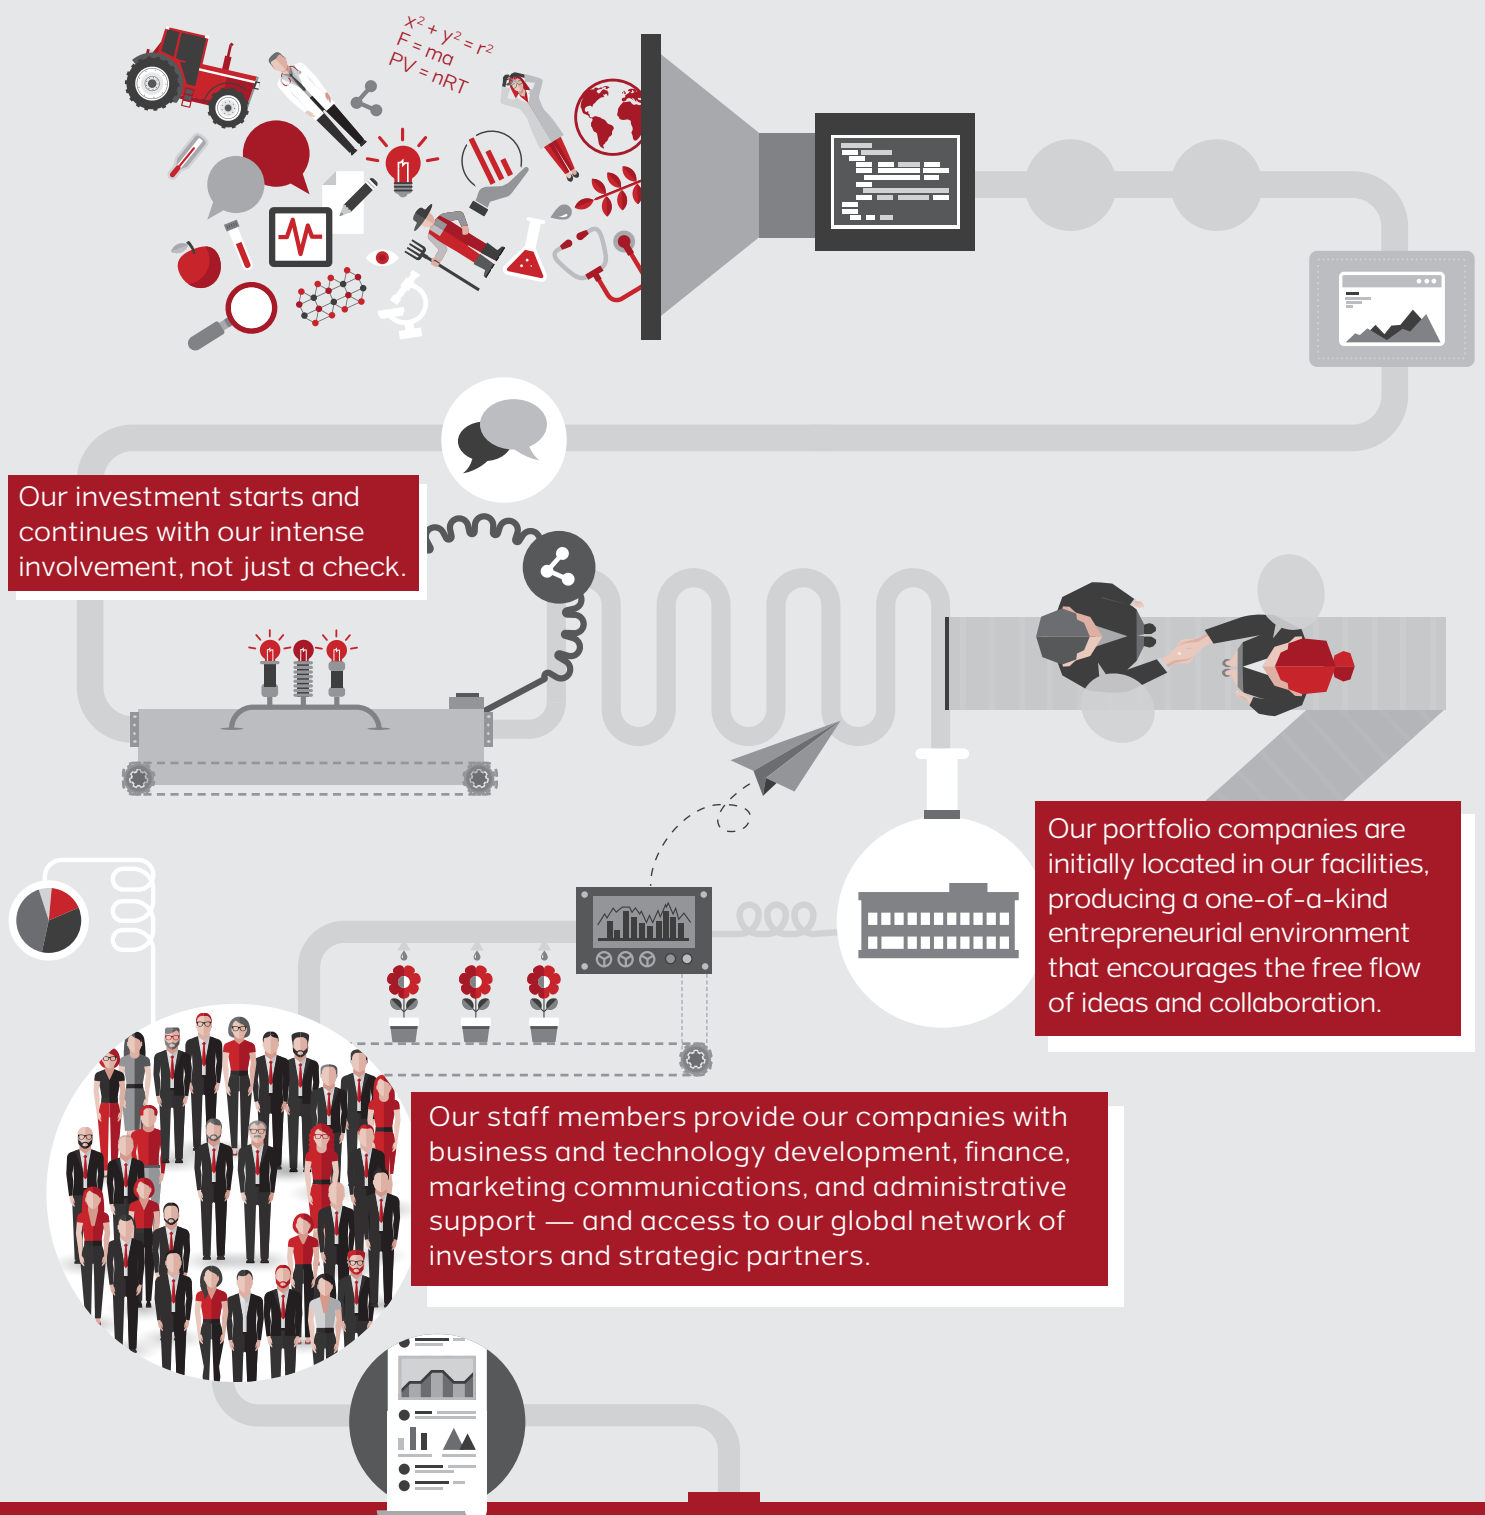 x² + y² = r²
F = ma
PV = nRT
Our investment starts and
continues with our intense
involvement, not just a check.
Our portfolio companies are
initially located in our facilities,
producing a one-of-a-kind
entrepreneurial environment
that encourages the free flow
of ideas and collaboration.
Our staff members provide our companies with
business and technology development, finance,
marketing communications, and administrative
support — and access to our global network of
investors and strategic partners.